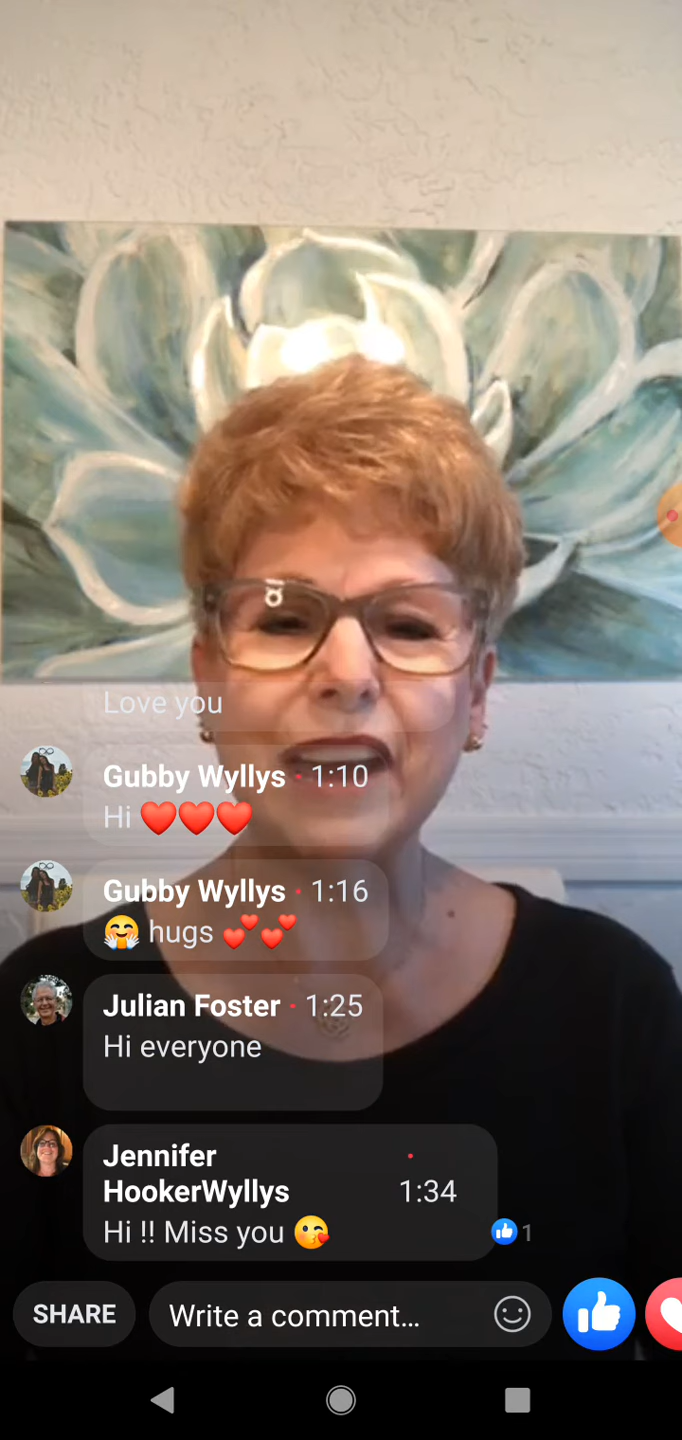 Love you
Gubby Wyllys • 1:10
Hi ❤️❤️❤️
Gubby Wyllys • 1:16
🤗 hugs 💕💕
Julian Foster • 1:25
Hi everyone
Jennifer •
HookerWyllys 1:34
Hi !! Miss you 😘
1
SHARE
Write a comment...